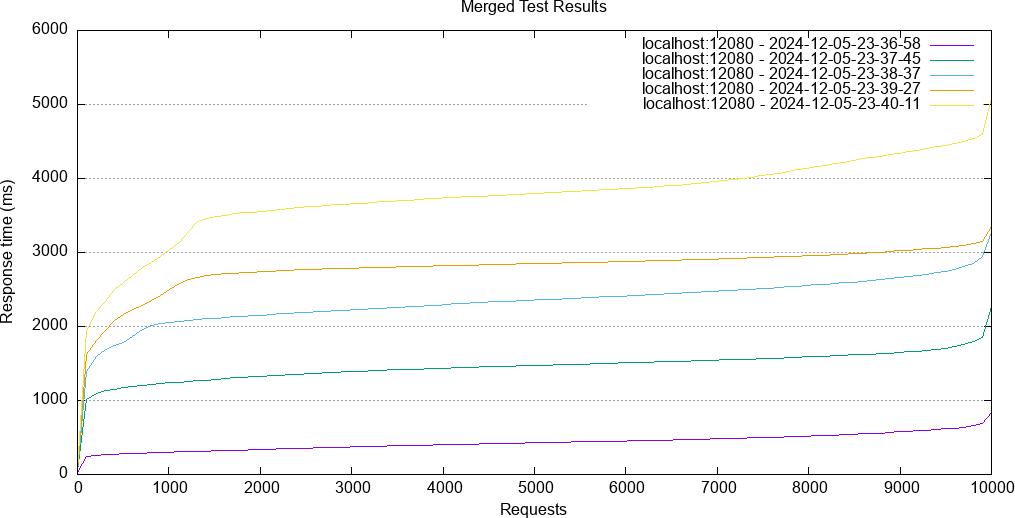 Merged Test Results
6000
5000
4000
3000
2000
1000
0
Response time (ms)
localhost:12080 - 2024-12-05-23-36-58
localhost:12080 - 2024-12-05-23-37-45
localhost:12080 - 2024-12-05-23-38-37
localhost:12080 - 2024-12-05-23-39-27
localhost:12080 - 2024-12-05-23-40-11
0 1000 2000 3000 4000 5000 6000 7000 8000 9000 10000
Requests